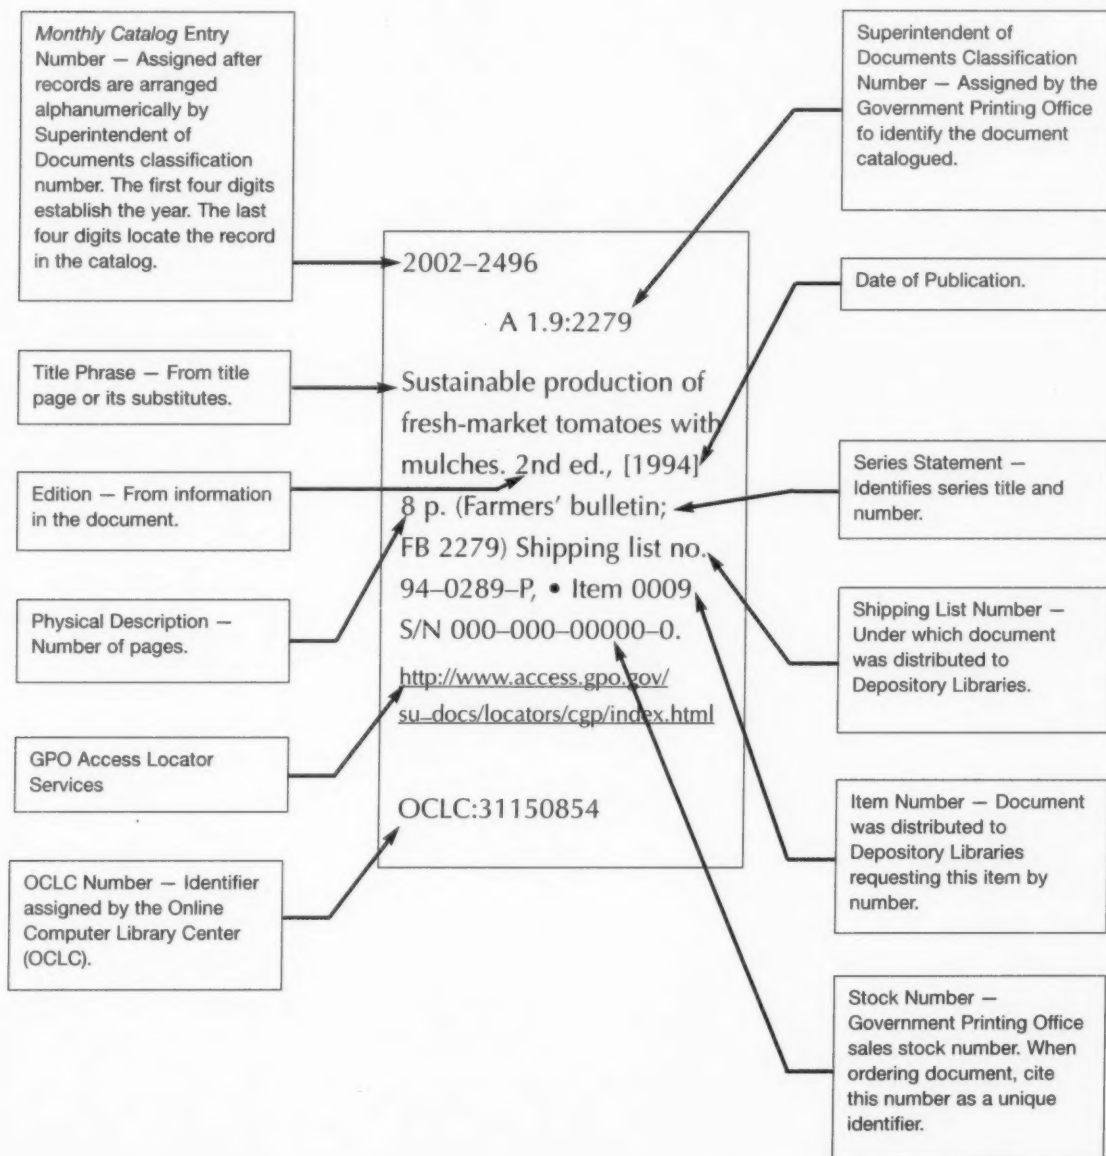 Monthly Catalog Entry
Number — Assigned after
records are arranged
alphanumerically by
Superintendent of
Documents classification
number. The first four digits
establish the year. The last
four digits locate the record
in the catalog.
Title Phrase — From title
page or its substitutes.
Edition — From information
in the document.
Physical Description —
Number of pages.
GPO Access Locator
Services
OCLC Number — Identifier
assigned by the Online
Computer Library Center
(OCLC).
2002–2496
A 1.9:2279
Sustainable production of
fresh-market tomatoes with
mulches. 2nd ed., [1994]
8 p. (Farmers' bulletin;
FB 2279) Shipping list no.
94–0289–P, • Item 0009
S/N 000–000–00000–0.
http://www.access.gpo.gov/
su_docs/locators/cgp/index.html
OCLC:31150854
Superintendent of
Documents Classification
Number — Assigned by the
Government Printing Office
fo identify the document
catalogued.
Date of Publication.
Series Statement —
Identifies series title and
number.
Shipping List Number —
Under which document
was distributed to
Depository Libraries.
Item Number — Document
was distributed to
Depository Libraries
requesting this item by
number.
Stock Number —
Government Printing Office
sales stock number. When
ordering document, cite
this number as a unique
identifier.